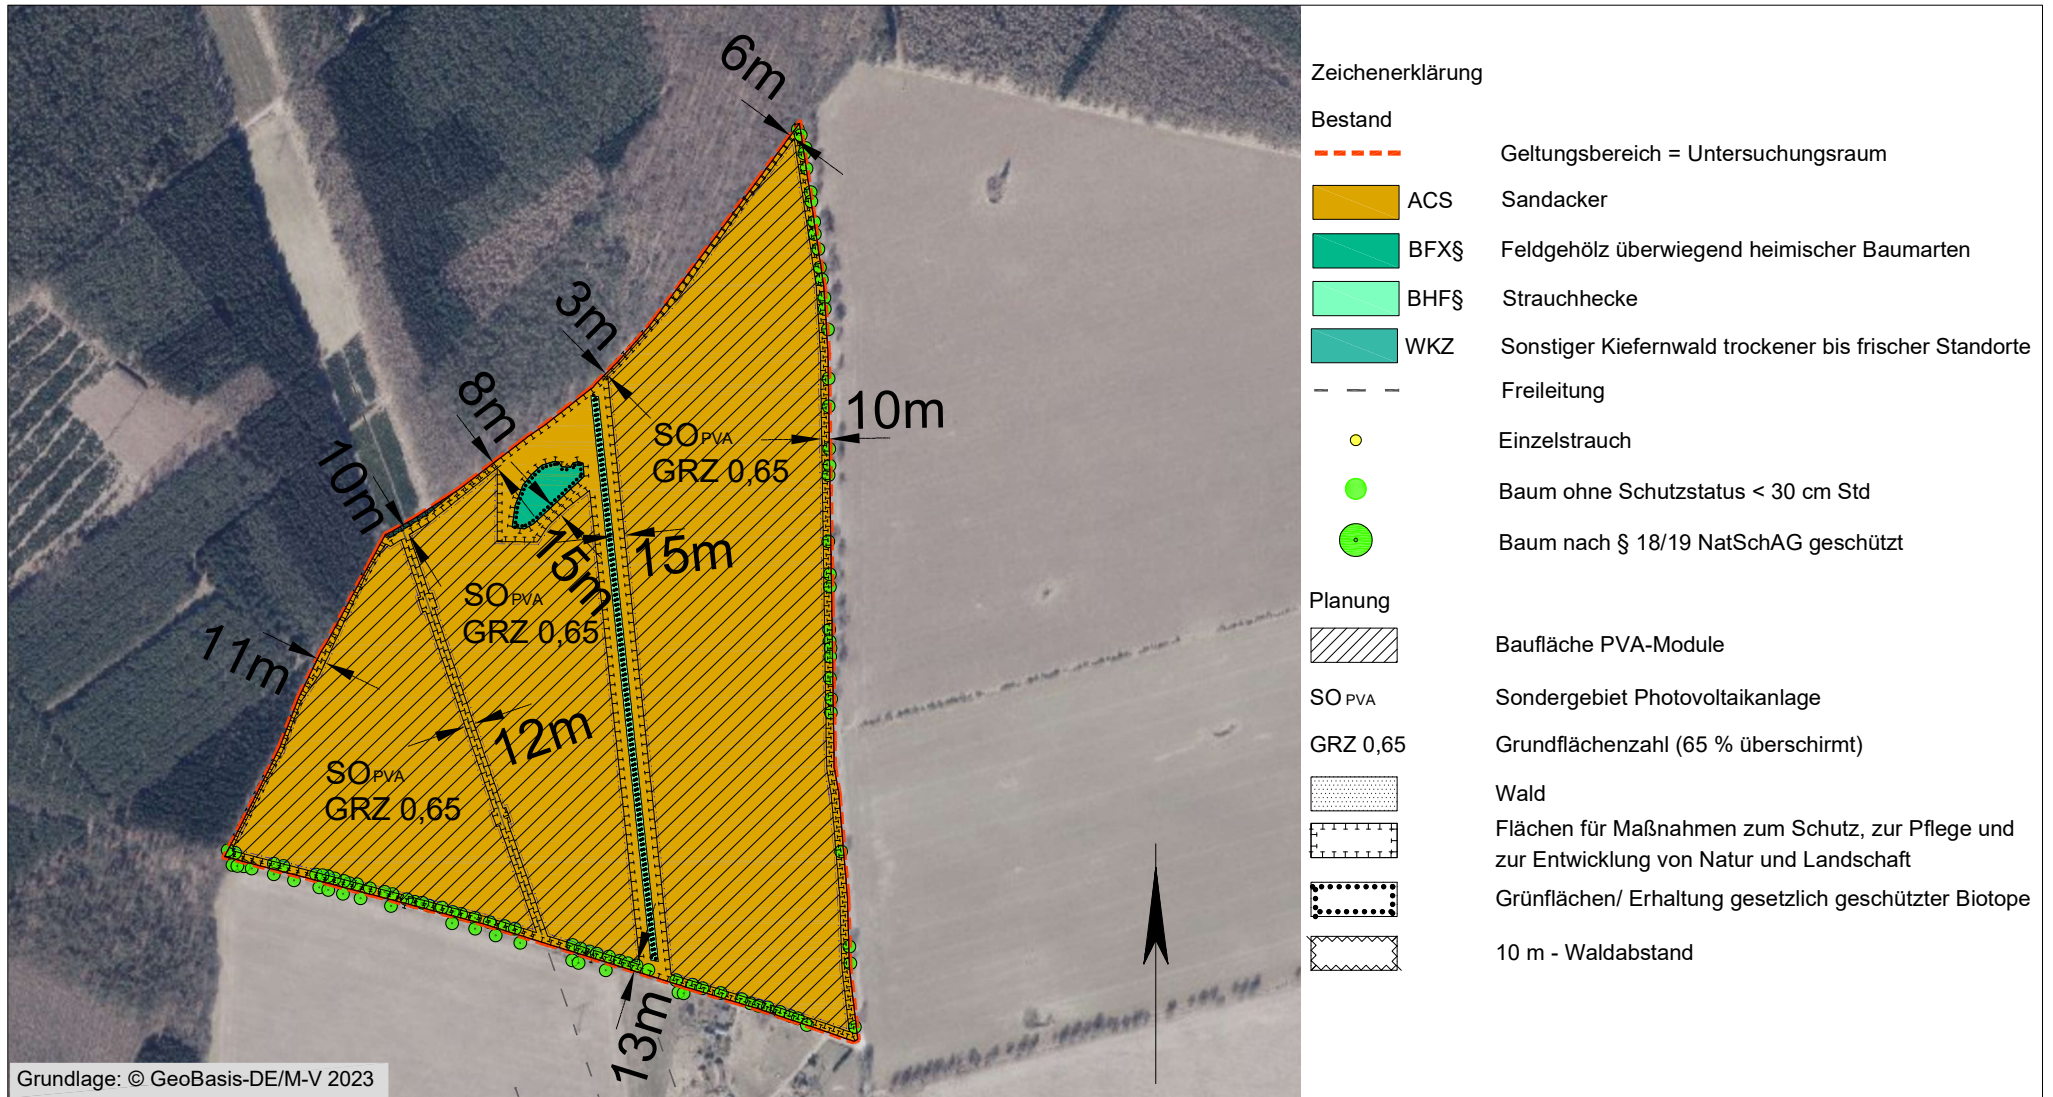 6m
3m
8m
10m
10m
SO PVA
GRZ 0,65
15m
15m
SO PVA
GRZ 0,65
11m
12m
SO PVA
GRZ 0,65
13m
Grundlage: © GeoBasis-DE/M-V 2023
Zeichenerklärung
Bestand
Geltungsbereich = Untersuchungsraum
ACS Sandacker
BFX§ Feldgehölz überwiegend heimischer Baumarten
BHF§ Strauchhecke
WKZ Sonstiger Kiefernwald trockener bis frischer Standorte
Freileitung
Einzelstrauch
Baum ohne Schutzstatus < 30 cm Std
Baum nach § 18/19 NatSchAG geschützt
Planung
Baufläche PVA-Module
SO PVA Sondergebiet Photovoltaikanlage
GRZ 0,65 Grundflächenzahl (65 % überschirmt)
Wald
Flächen für Maßnahmen zum Schutz, zur Pflege und
zur Entwicklung von Natur und Landschaft
Grünflächen/ Erhaltung gesetzlich geschützter Biotope
10 m - Waldabstand